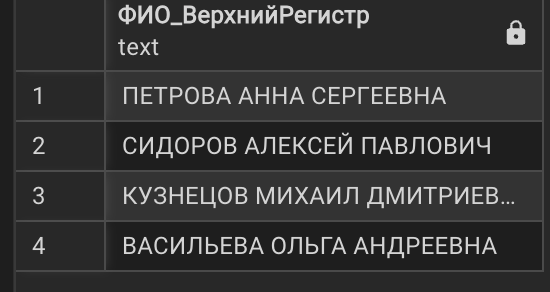 ФИО_ВерхнийРегистр
text
1 ПЕТРОВА АННА СЕРГЕЕВНА
2 СИДОРОВ АЛЕКСЕЙ ПАВЛОВИЧ
3 КУЗНЕЦОВ МИХАИЛ ДМИТРИЕВ...
4 ВАСИЛЬЕВА ОЛЬГА АНДРЕЕВНА